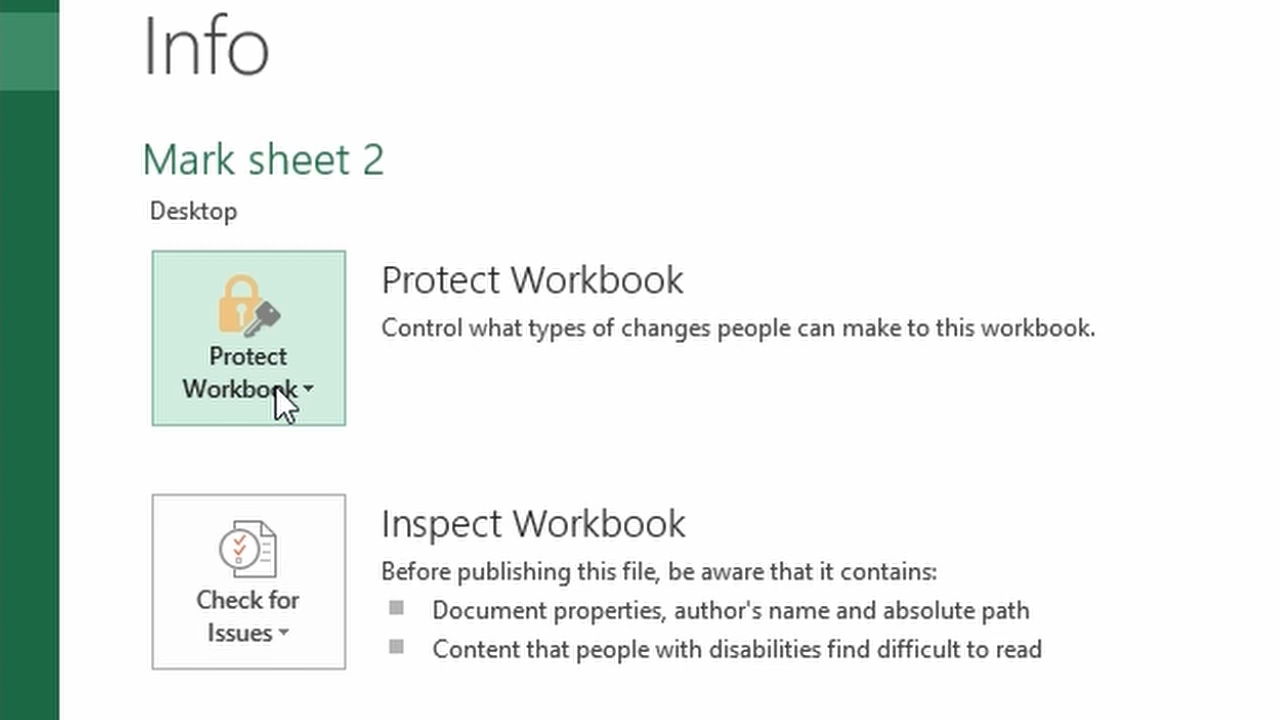 Info
Mark sheet 2
Desktop
Protect
Workbook
Protect Workbook
Control what types of changes people can make to this workbook.
Check for
Issues
Inspect Workbook
Before publishing this file, be aware that it contains:
Document properties, author's name and absolute path
Content that people with disabilities find difficult to read